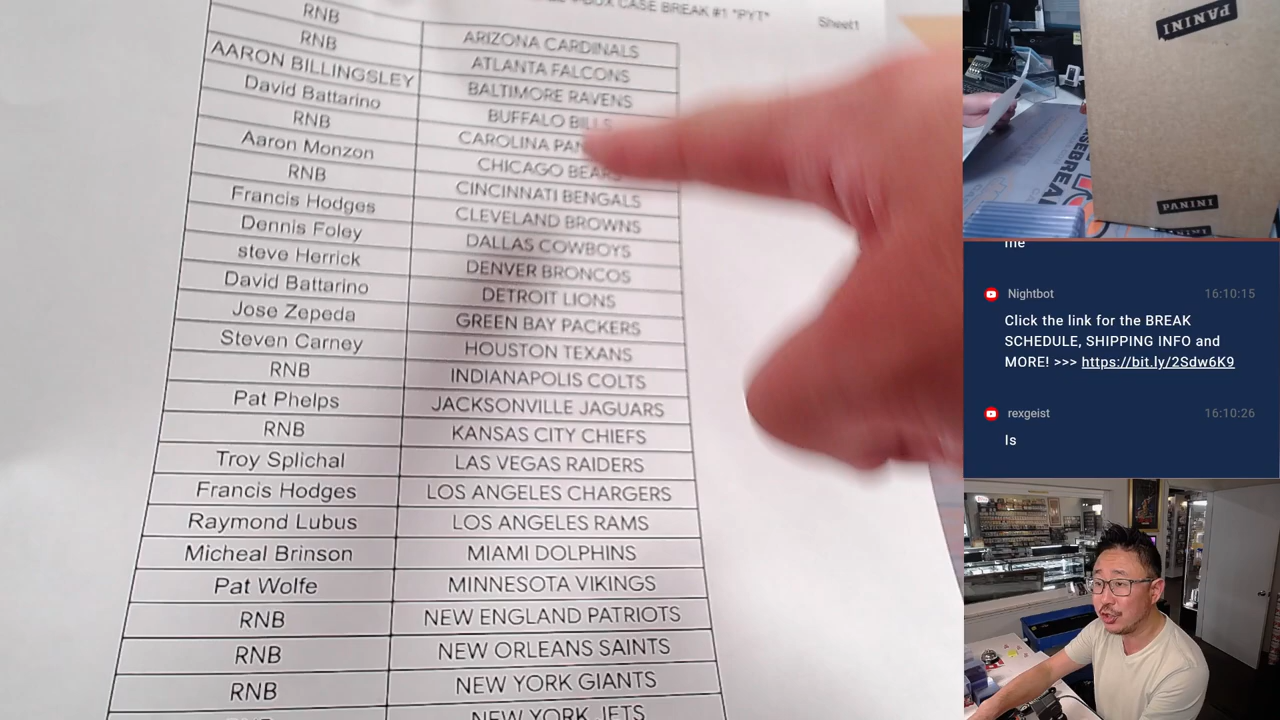 BOX CASE BREAK #1 *PYT*
Sheet1
RNB ARIZONA CARDINALS
RNB ATLANTA FALCONS
AARON BILLINGSLEY BALTIMORE RAVENS
David Battarino BUFFALO BILLS
RNB CAROLINA
Aaron Monzon CHICAGO BEARS
RNB CINCINNATI BENGALS
Francis Hodges CLEVELAND BROWNS
Dennis Foley DALLAS COWBOYS
steve Herrick DENVER BRONCOS
David Battarino DETROIT LIONS
Jose Zepeda GREEN BAY PACKERS
Steven Carney HOUSTON TEXANS
RNB INDIANAPOLIS COLTS
Pat Phelps JACKSONVILLE JAGUARS
RNB KANSAS CITY CHIEFS
Troy Splichal LAS VEGAS RAIDERS
Francis Hodges LOS ANGELES CHARGERS
Raymond Lubus LOS ANGELES RAMS
Micheal Brinson MIAMI DOLPHINS
Pat Wolfe MINNESOTA VIKINGS
RNB NEW ENGLAND PATRIOTS
RNB NEW ORLEANS SAINTS
RNB NEW YORK GIANTS
NEW YORK JETS
PANINI
PANINI
me
Nightbot 16:10:15
Click the link for the BREAK
SCHEDULE, SHIPPING INFO and
MORE! >>> https://bit.ly/2Sdw6K9
rexgeist 16:10:26
Is